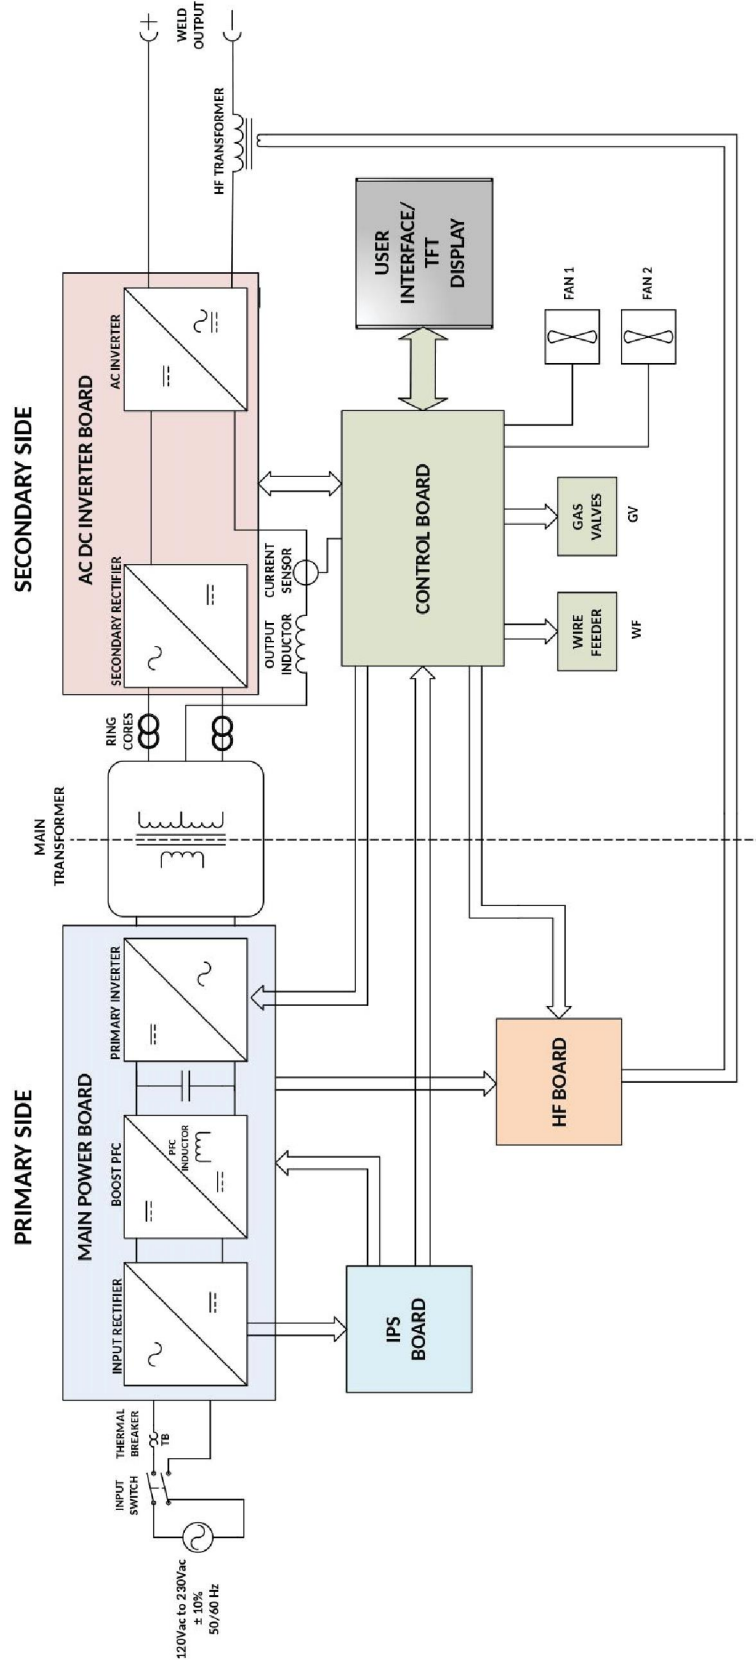 PRIMARY SIDE
SECONDARY SIDE
MAIN
TRANSFORMER
MAIN POWER BOARD
AC DC INVERTER BOARD
120Vac to 230Vac
± 10%
50/60 Hz
INPUT
SWITCH
THERMAL
BREAKER
TB
INPUT RECTIFIER
BOOST PFC
PFC
INDUCTOR
PRIMARY INVERTER
RING
CORES
SECONDARY RECTIFIER
AC INVERTER
HF TRANSFORMER
WELD
OUTPUT
+
−
OUTPUT
INDUCTOR
CURRENT
SENSOR
IPS
BOARD
HF BOARD
CONTROL BOARD
USER
INTERFACE/
TFT
DISPLAY
WIRE
FEEDER
WF
GAS
VALVES
GV
FAN 1
FAN 2